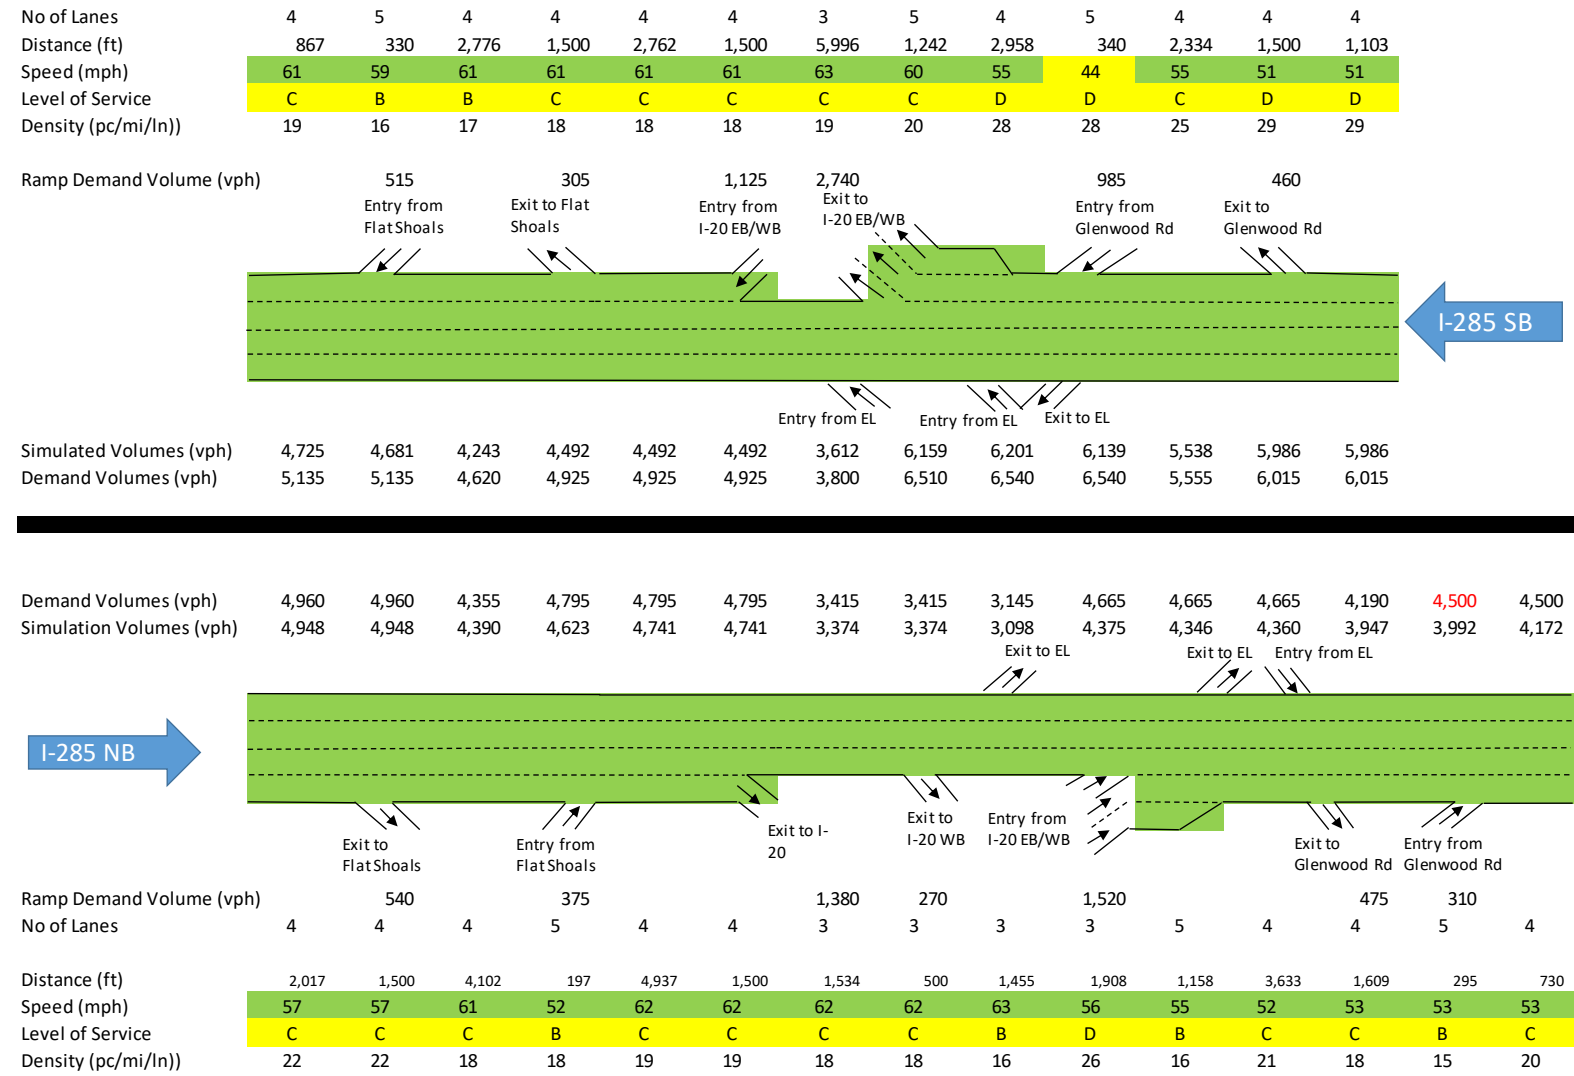 No of Lanes 4 5 4 4 4 4 3 5 4 5 4 4 4
Distance (ft) 867 330 2,776 1,500 2,762 1,500 5,996 1,242 2,958 340 2,334 1,500 1,103
Speed (mph) 61 59 61 61 61 61 63 60 55 44 55 51 51
Level of Service C B B C C C C C D D C D D
Density (pc/mi/ln)) 19 16 17 18 18 18 19 20 28 28 25 29 29
Ramp Demand Volume (vph) 515 305 1,125 2,740 985 460
Entry from Flat Shoals
Exit to Flat Shoals
Entry from I-20 EB/WB
Exit to I-20 EB/WB
Entry from Glenwood Rd
Exit to Glenwood Rd
I-285 SB
Entry from EL Entry from EL Exit to EL
Simulated Volumes (vph) 4,725 4,681 4,243 4,492 4,492 4,492 3,612 6,159 6,201 6,139 5,538 5,986 5,986
Demand Volumes (vph) 5,135 5,135 4,620 4,925 4,925 4,925 3,800 6,510 6,540 6,540 5,555 6,015 6,015
Demand Volumes (vph) 4,960 4,960 4,355 4,795 4,795 4,795 3,415 3,415 3,145 4,665 4,665 4,665 4,190 4,500 4,500
Simulation Volumes (vph) 4,948 4,948 4,390 4,623 4,741 4,741 3,374 3,374 3,098 4,375 4,346 4,360 3,947 3,992 4,172
Exit to EL Exit to EL Entry from EL
I-285 NB
Exit to Flat Shoals
Entry from Flat Shoals
Exit to I-20
Exit to I-20 WB
Entry from I-20 EB/WB
Exit to Glenwood Rd
Entry from Glenwood Rd
Ramp Demand Volume (vph) 540 375 1,380 270 1,520 475 310
No of Lanes 4 4 4 5 4 4 3 3 3 3 5 4 4 5 4
Distance (ft) 2,017 1,500 4,102 197 4,937 1,500 1,534 500 1,455 1,908 1,158 3,633 1,609 295 730
Speed (mph) 57 57 61 52 62 62 62 62 63 56 55 52 53 53 53
Level of Service C C C B C C C C B D B C C B C
Density (pc/mi/ln)) 22 22 18 18 19 19 18 18 16 26 16 21 18 15 20